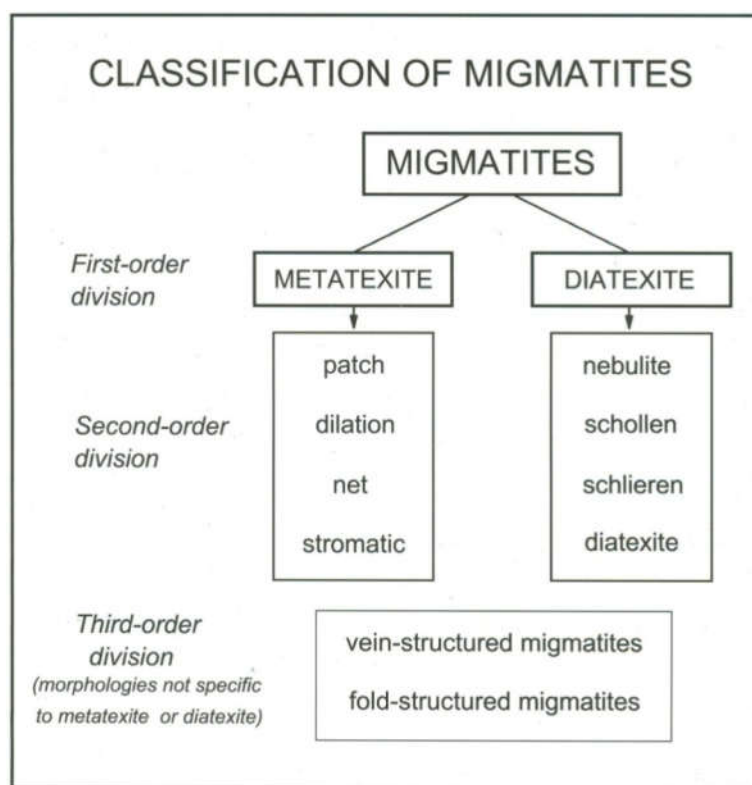 CLASSIFICATION OF MIGMATITES
MIGMATITES
First-order
division
METATEXITE
DIATEXITE
Second-order
division
patch
dilation
net
stromatic
nebulite
schollen
schlieren
diatexite
Third-order
division
(morphologies not specific
to metatexite or diatexite)
vein-structured migmatites
fold-structured migmatites